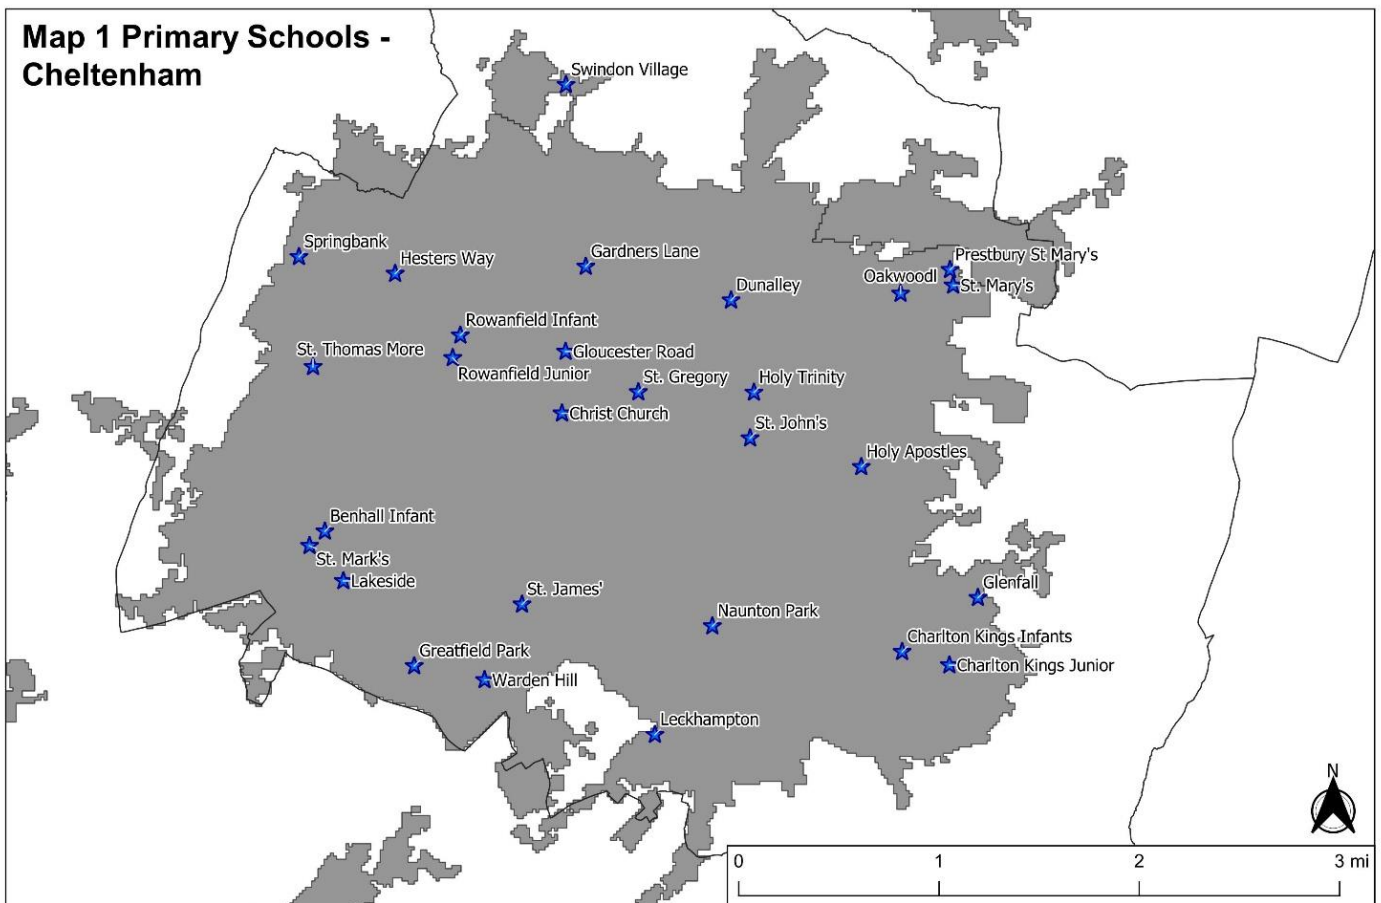 Map 1 Primary Schools -
Cheltenham
Swindon Village
Springbank
Hesters Way
Gardners Lane
Prestbury St Mary's
Oakwoodl
St. Mary's
Dunalley
Rowanfield Infant
St. Thomas More
Gloucester Road
Rowanfield Junior
St. Gregory
Holy Trinity
Christ Church
St. John's
Holy Apostles
Benhall Infant
St. Mark's
Lakeside
St. James'
Glenfall
Naunton Park
Charlton Kings Infants
Greatfield Park
Charlton Kings Junior
Warden Hill
Leckhampton
N
0 1 2 3 mi